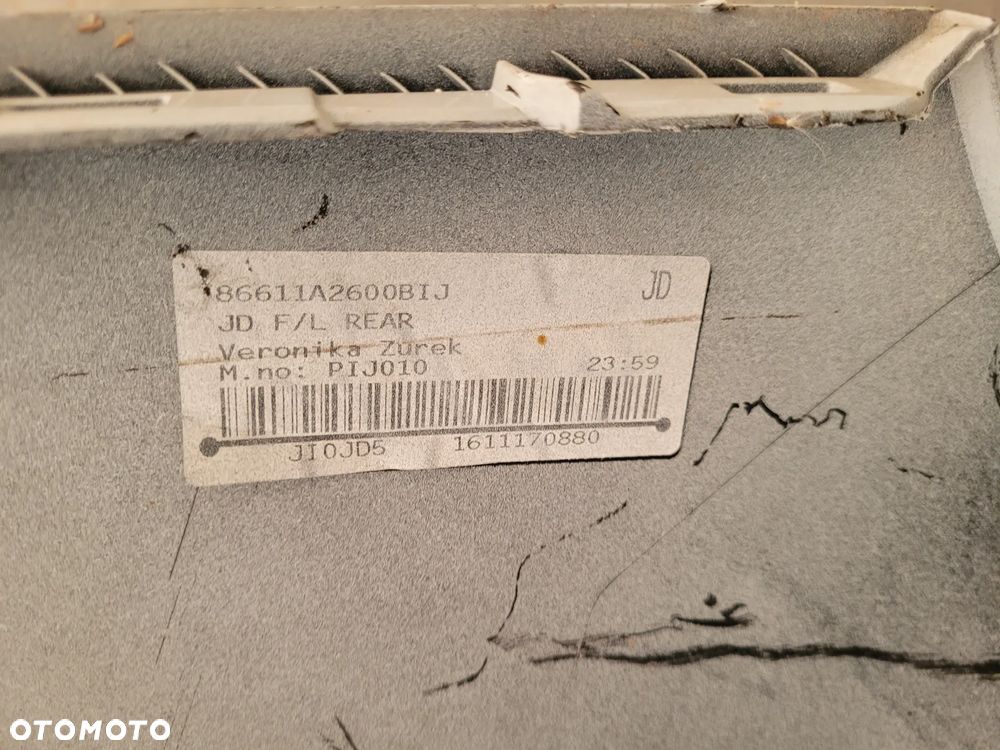 86611A2600BIJ JD
JD F/L REAR
Veronika Zurek
M.no: PIJ010 23:59
JI0JD5 1611170880
OTOMOTO